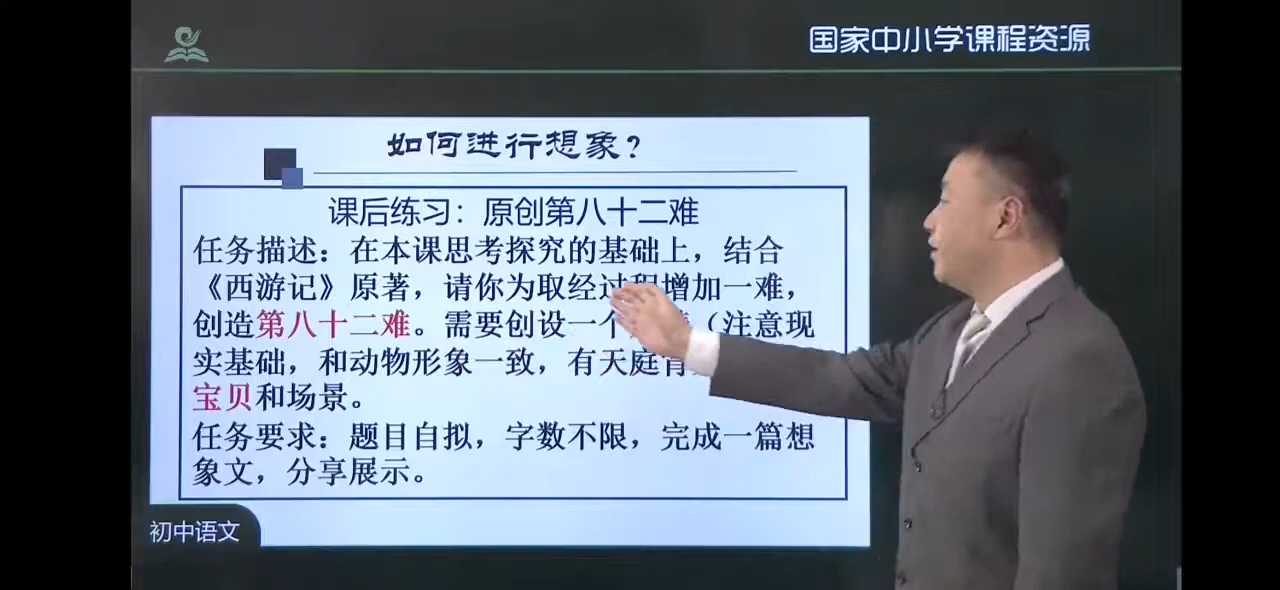 国家中小学课程资源
如何进行想象？
课后练习：原创第八十二难
任务描述：在本课思考探究的基础上，结合
《西游记》原著，请你为取经过程增加一难，
创造第八十二难。需要创设一个（注意现
实基础，和动物形象一致，有天庭背
宝贝和场景。
任务要求：题目自拟，字数不限，完成一篇想
象文，分享展示。
初中语文